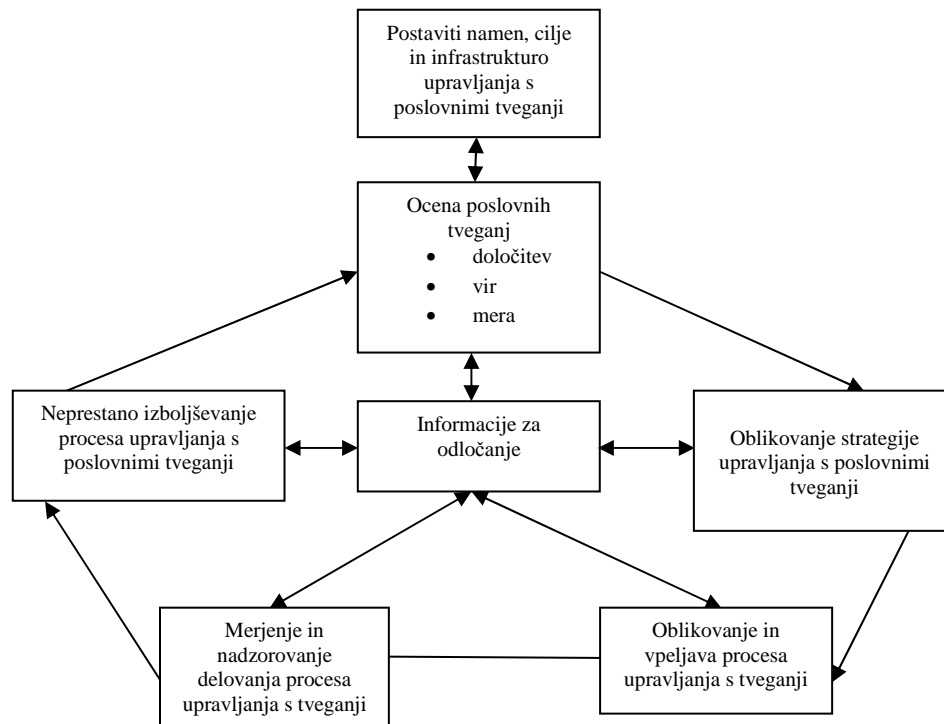 Postaviti namen, cilje
in infrastrukturo
upravljanja s
poslovnimi tveganji
Ocena poslovnih
tveganj
• določitev
• vir
• mera
Neprestano izboljševanje
procesa upravljanja s
poslovnimi tveganji
Informacije za
odločanje
Oblikovanje strategije
upravljanja s poslovnimi
tveganji
Merjenje in
nadzorovanje
delovanja procesa
upravljanja s tveganji
Oblikovanje in
vpeljava procesa
upravljanja s tveganji